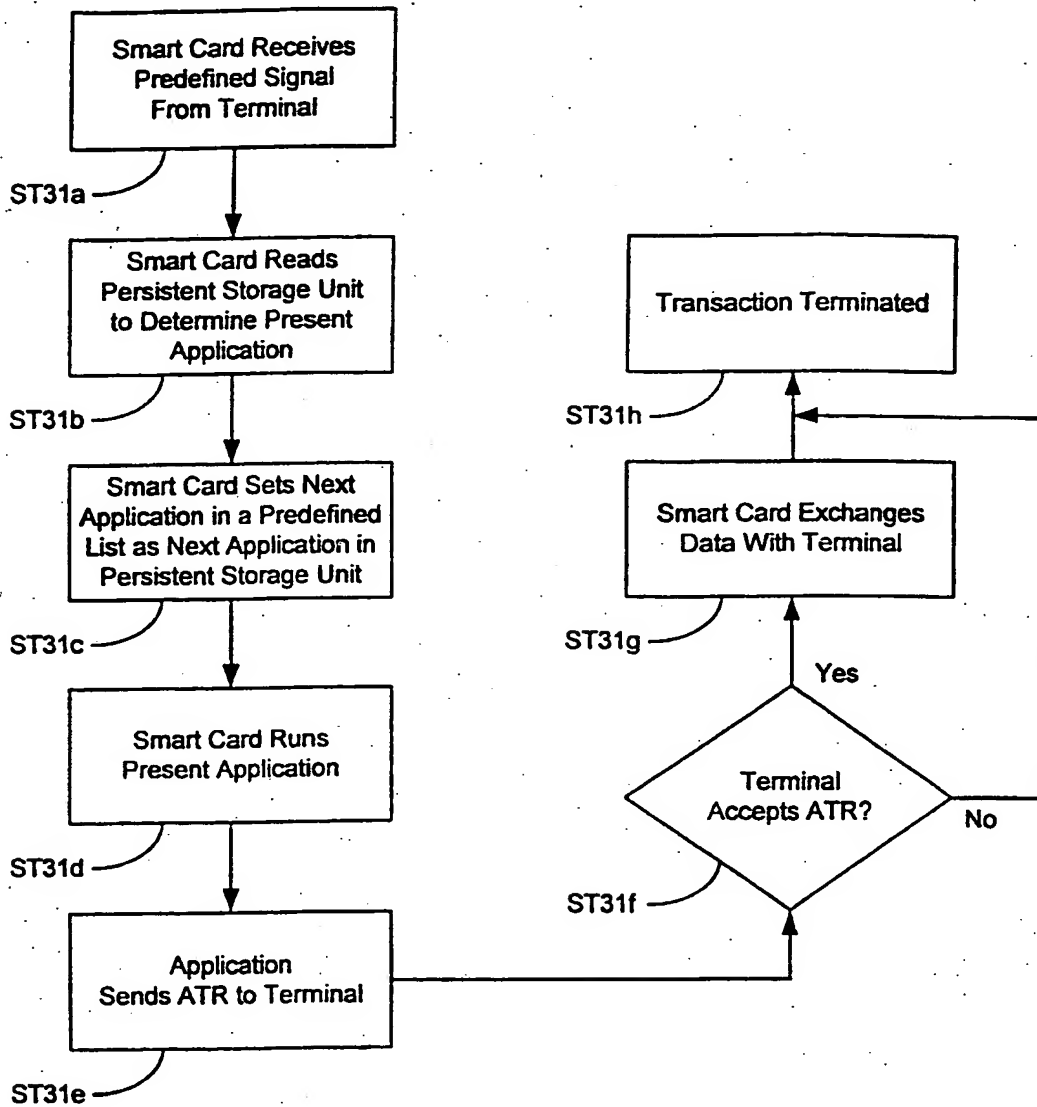 Smart Card Receives
Predefined Signal
From Terminal
ST31a
Smart Card Reads
Persistent Storage Unit
to Determine Present
Application
ST31b
Smart Card Sets Next
Application in a Predefined
List as Next Application in
Persistent Storage Unit
ST31c
Smart Card Runs
Present Application
ST31d
Application
Sends ATR to Terminal
ST31e
Transaction Terminated
ST31h
Smart Card Exchanges
Data With Terminal
ST31g
Yes
Terminal
Accepts ATR?
No
ST31f